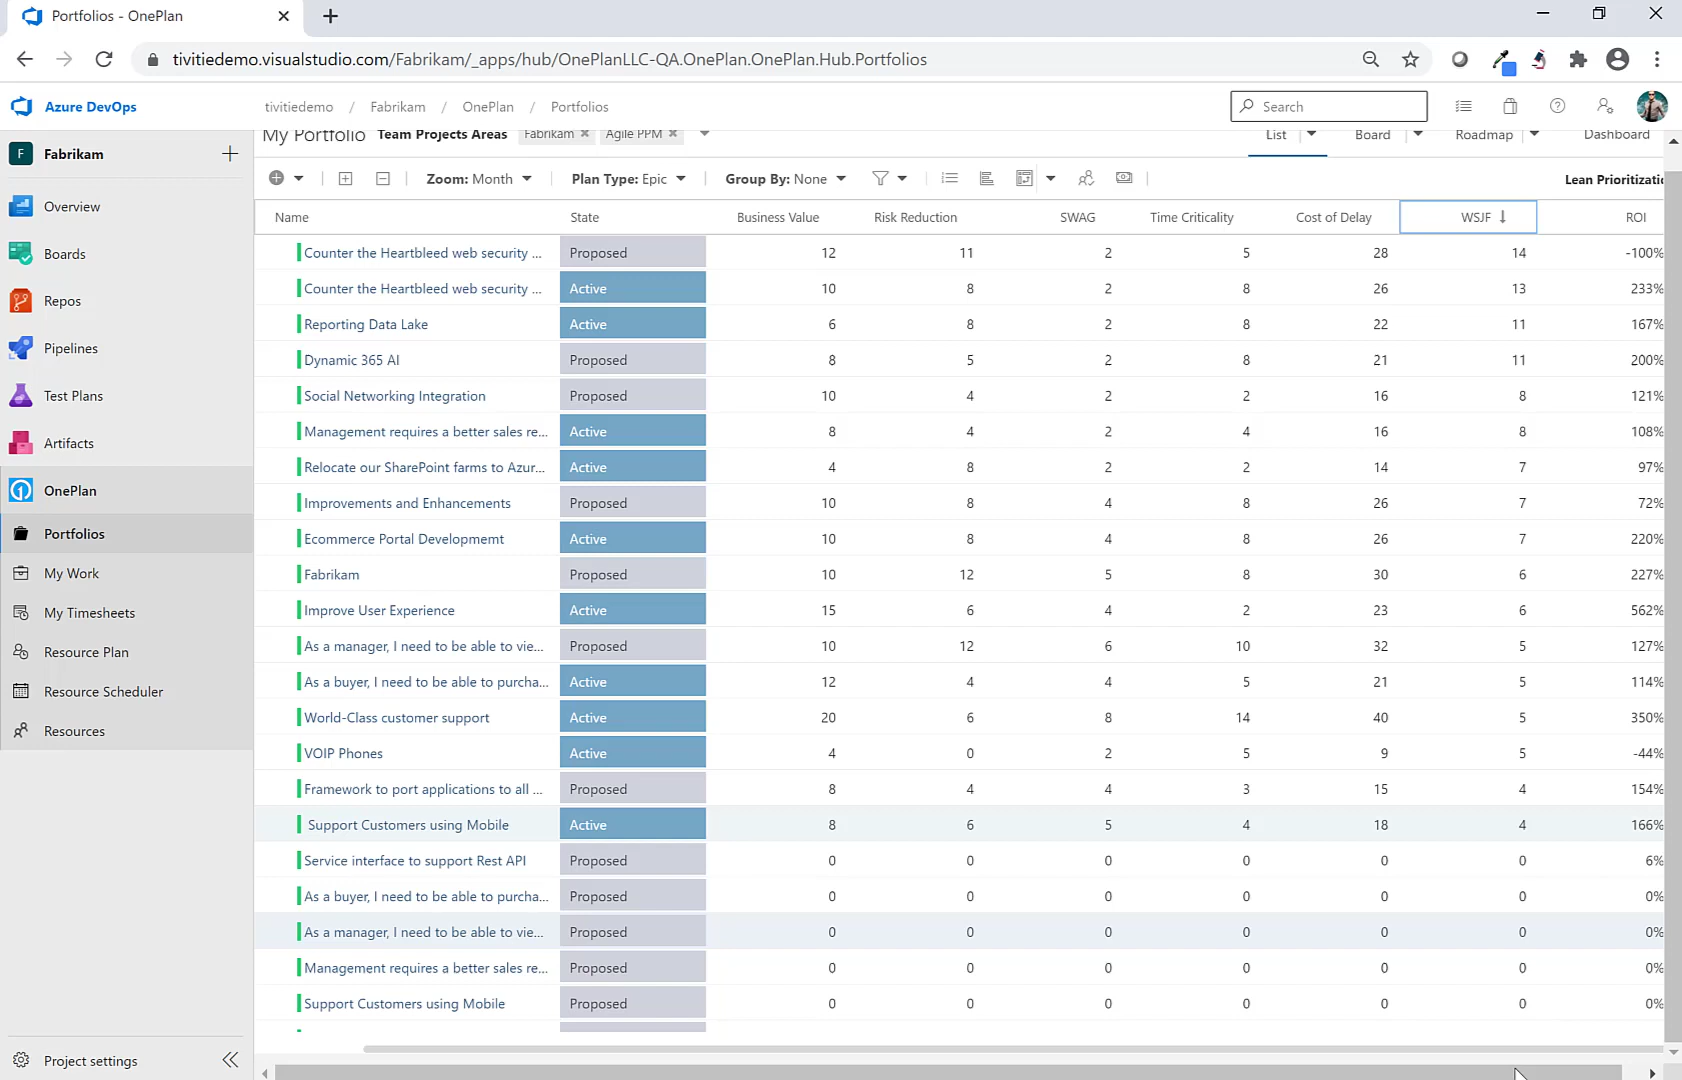 Portfolios - OnePlan
tivitiedemo.visualstudio.com/Fabrikam/_apps/hub/OnePlanLLC-QA.OnePlan.OnePlan.Hub.Portfolios
Azure DevOps tivitiedemo / Fabrikam / OnePlan / Portfolios Search
F Fabrikam
Overview
Boards
Repos
Pipelines
Test Plans
Artifacts
OnePlan
Portfolios
My Work
My Timesheets
Resource Plan
Resource Scheduler
Resources
Project settings
My Portfolio Team Projects Areas Fabrikam Agile PPM List Board Roadmap Dashboard
Zoom: Month Plan Type: Epic Group By: None Lean Prioritizatio
Name State Business Value Risk Reduction SWAG Time Criticality Cost of Delay WSJF ROI
Counter the Heartbleed web security ... Proposed 12 11 2 5 28 14 -100%
Counter the Heartbleed web security ... Active 10 8 2 8 26 13 233%
Reporting Data Lake Active 6 8 2 8 22 11 167%
Dynamic 365 AI Proposed 8 5 2 8 21 11 200%
Social Networking Integration Proposed 10 4 2 2 16 8 121%
Management requires a better sales re... Active 8 4 2 4 16 8 108%
Relocate our SharePoint farms to Azur... Active 4 8 2 2 14 7 97%
Improvements and Enhancements Proposed 10 8 4 8 26 7 72%
Ecommerce Portal Developmemt Active 10 8 4 8 26 7 220%
Fabrikam Proposed 10 12 5 8 30 6 227%
Improve User Experience Active 15 6 4 2 23 6 562%
As a manager, I need to be able to vie... Proposed 10 12 6 10 32 5 127%
As a buyer, I need to be able to purcha... Active 12 4 4 5 21 5 114%
World-Class customer support Active 20 6 8 14 40 5 350%
VOIP Phones Active 4 0 2 5 9 5 -44%
Framework to port applications to all ... Proposed 8 4 4 3 15 4 154%
Support Customers using Mobile Active 8 6 5 4 18 4 166%
Service interface to support Rest API Proposed 0 0 0 0 0 0 6%
As a buyer, I need to be able to purcha... Proposed 0 0 0 0 0 0 0%
As a manager, I need to be able to vie... Proposed 0 0 0 0 0 0 0%
Management requires a better sales re... Proposed 0 0 0 0 0 0 0%
Support Customers using Mobile Proposed 0 0 0 0 0 0 0%